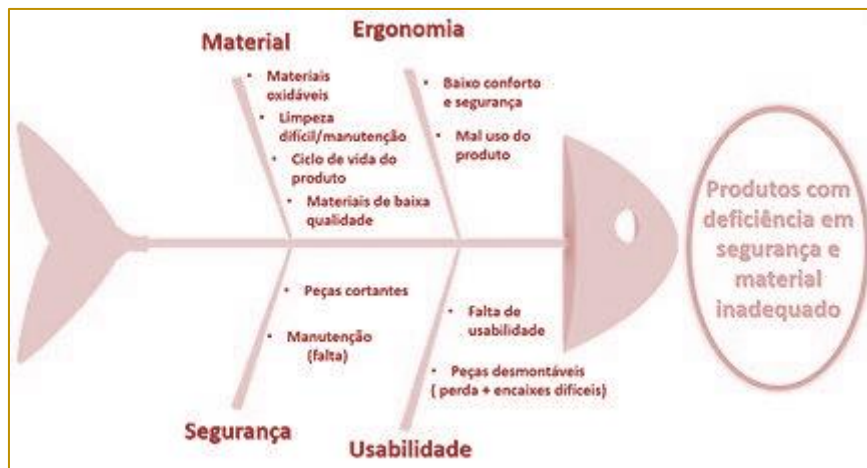 Material
• Materiais
oxidáveis
• Limpeza
difícil/manutenção
• Ciclo de vida do
produto
• Materiais de baixa
qualidade
Ergonomia
• Baixo conforto
e segurança
• Mal uso do
produto
• Peças cortantes
• Manutenção
(falta)
Segurança
• Falta de
usabilidade
• Peças desmontáveis
( perda + encaixes difíceis)
Usabilidade
Produtos com
deficiência em
segurança e
material
inadequado